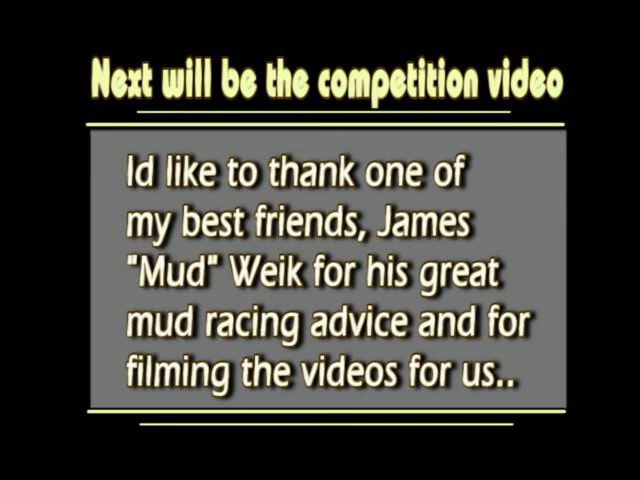 Next will be the competition video
Id like to thank one of
my best friends, James
"Mud" Weik for his great
mud racing advice and for
filming the videos for us..